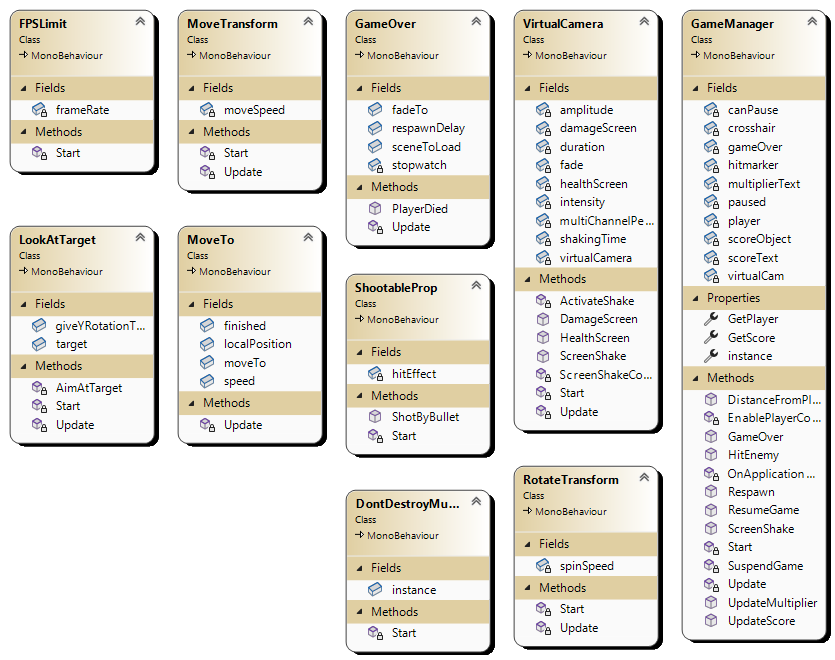 FPSLimit
Class
MonoBehaviour
Fields
frameRate
Methods
Start
MoveTransform
Class
MonoBehaviour
Fields
moveSpeed
Methods
Start
Update
GameOver
Class
MonoBehaviour
Fields
fadeTo
respawnDelay
sceneToLoad
stopwatch
Methods
PlayerDied
Update
VirtualCamera
Class
MonoBehaviour
Fields
amplitude
damageScreen
duration
fade
healthScreen
intensity
multiChannelPe...
shakingTime
virtualCamera
Methods
ActivateShake
DamageScreen
HealthScreen
ScreenShake
ScreenShakeCo...
Start
Update
GameManager
Class
MonoBehaviour
Fields
canPause
crosshair
gameOver
hitmarker
multiplierText
paused
player
scoreObject
scoreText
virtualCam
Properties
GetPlayer
GetScore
instance
Methods
DistanceFromPl...
EnablePlayerCo...
GameOver
HitEnemy
OnApplication...
Respawn
ResumeGame
ScreenShake
Start
SuspendGame
Update
UpdateMultiplier
UpdateScore
LookAtTarget
Class
MonoBehaviour
Fields
giveYRotationT...
target
Methods
AimAtTarget
Start
Update
MoveTo
Class
MonoBehaviour
Fields
finished
localPosition
moveTo
speed
Methods
Update
ShootableProp
Class
MonoBehaviour
Fields
hitEffect
Methods
ShotByBullet
Start
DontDestroyMu...
Class
MonoBehaviour
Fields
instance
Methods
Start
RotateTransform
Class
MonoBehaviour
Fields
spinSpeed
Methods
Start
Update